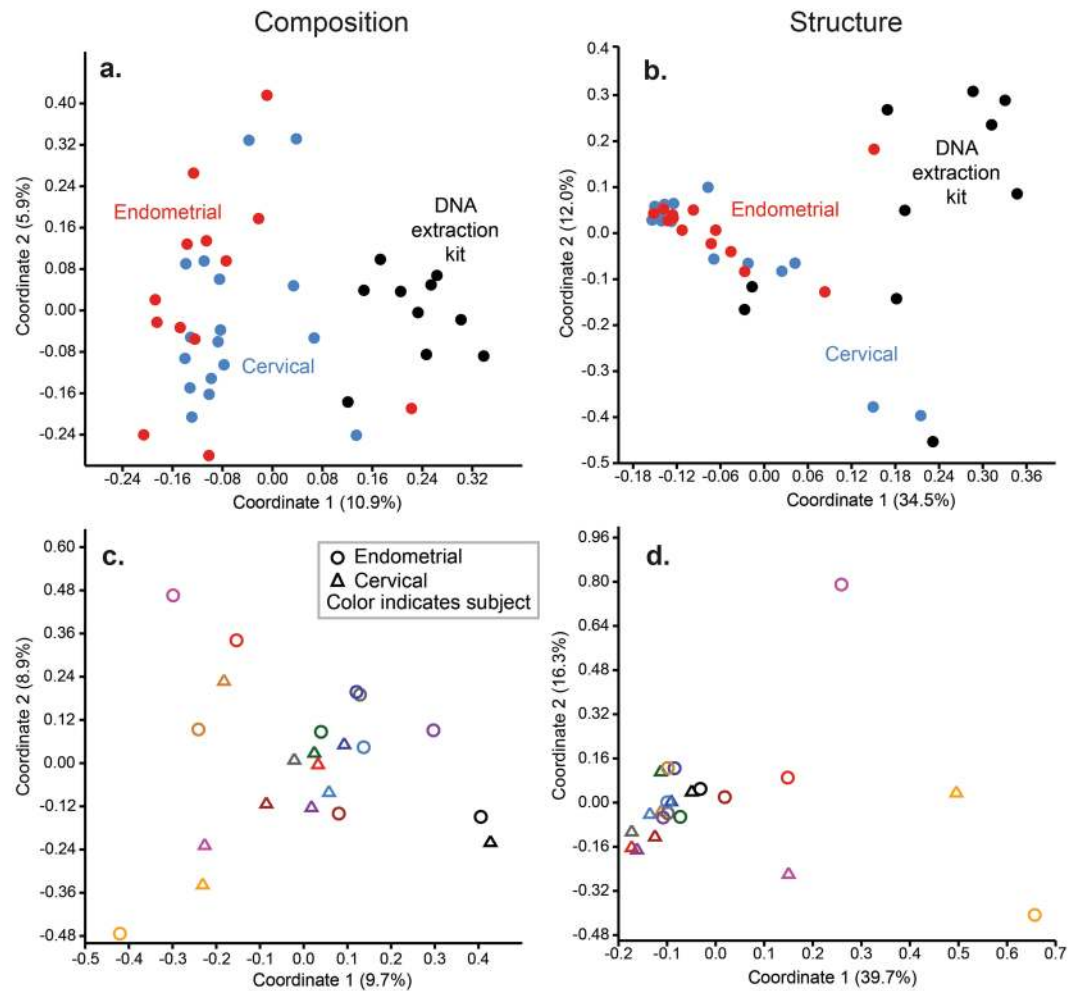 Composition
Structure
a.
0.40
0.32
0.24
0.16
0.08
0.00
-0.08
-0.16
-0.24
Coordinate 2 (5.9%)
Endometrial
Cervical
DNA
extraction
kit
-0.24
-0.16
-0.08
0.00
0.08
0.16
0.24
0.32
Coordinate 1 (10.9%)
b.
0.4
0.3
0.2
0.1
0.0
-0.1
-0.2
-0.3
-0.4
-0.5
Coordinate 2 (12.0%)
DNA
extraction
kit
Endometrial
Cervical
-0.18
-0.12
-0.06
0.00
0.06
0.12
0.18
0.24
0.30
0.36
Coordinate 1 (34.5%)
c.
0.60
0.48
0.36
0.24
0.12
0.00
-0.12
-0.24
-0.36
-0.48
Coordinate 2 (8.9%)
Endometrial
Cervical
Color indicates subject
-0.5
-0.4
-0.3
-0.2
-0.1
0.0
0.1
0.2
0.3
0.4
Coordinate 1 (9.7%)
d.
0.96
0.80
0.64
0.48
0.32
0.16
0.00
-0.16
-0.32
-0.48
Coordinate 2 (16.3%)
-0.2
-0.1
0.0
0.1
0.2
0.3
0.4
0.5
0.6
0.7
Coordinate 1 (39.7%)